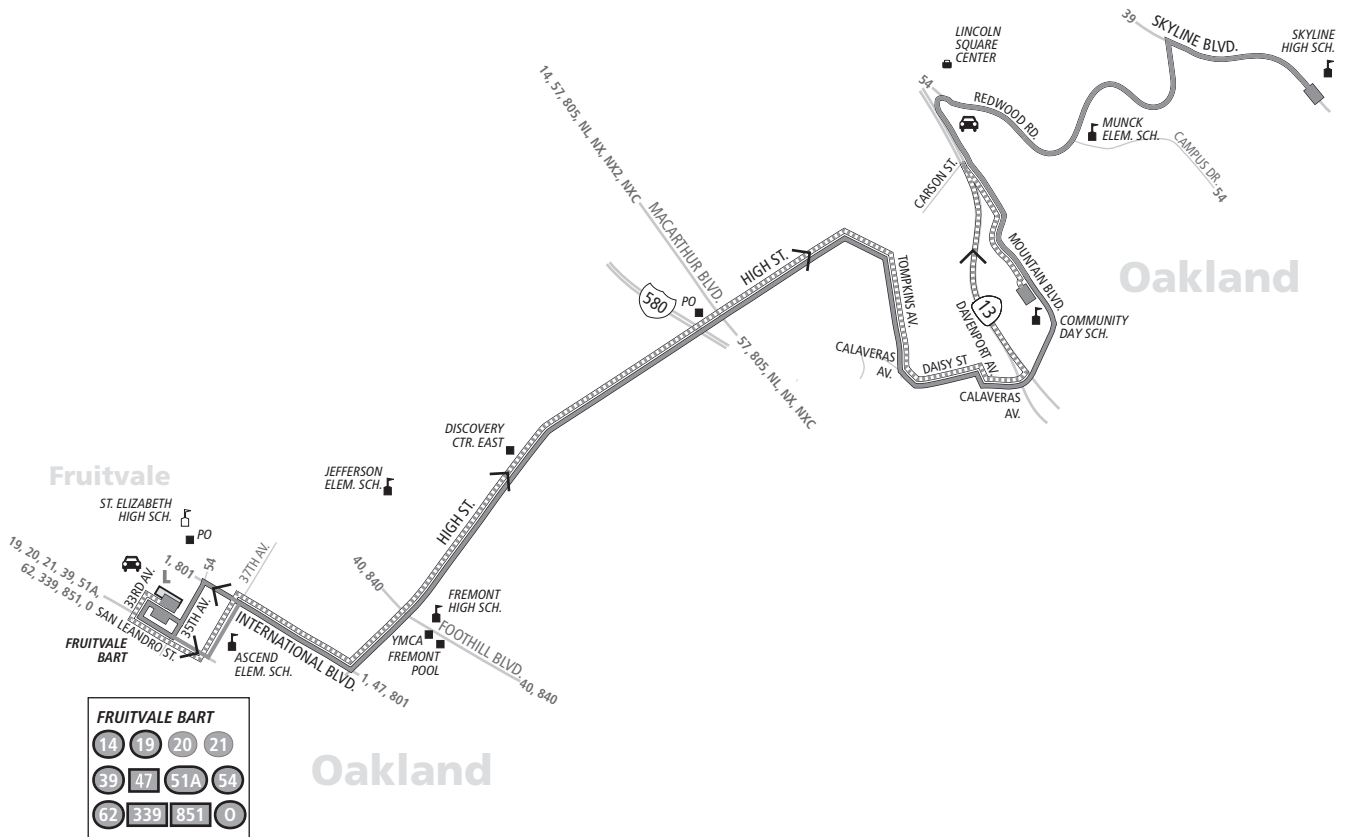 39
SKYLINE BLVD.
SKYLINE
HIGH SCH.
LINCOLN
SQUARE
CENTER
54
REDWOOD RD.
MUNCK
ELEM. SCH.
CAMPUS DR.
54
14, 57, 805, NL, NX, NX2, NXC
MACARTHUR BLVD.
CARSON ST.
HIGH ST.
TOMPKINS AV.
MOUNTAIN BLVD.
Oakland
580
PO
13
DAVENPORT AV.
COMMUNITY
DAY SCH.
57, 805, NL, NX, NXC
CALAVERAS
AV.
DAISY ST
CALAVERAS
AV.
DISCOVERY
CTR. EAST
JEFFERSON
ELEM. SCH.
HIGH ST.
Fruitvale
ST. ELIZABETH
HIGH SCH.
PO
19, 20, 21, 39, 51A,
62, 339, 851, O
1, 801
54
37TH AV.
40, 840
33RD AV.
L
35TH AV.
SAN LEANDRO ST.
FRUITVALE
BART
INTERNATIONAL BLVD.
ASCEND
ELEM. SCH.
FREMONT
HIGH SCH.
YMCA
FREMONT
POOL
FOOTHILL BLVD.
40, 840
1, 47, 801
Oakland
FRUITVALE BART
14 19 20 21
39 47 51A 54
62 339 851 O